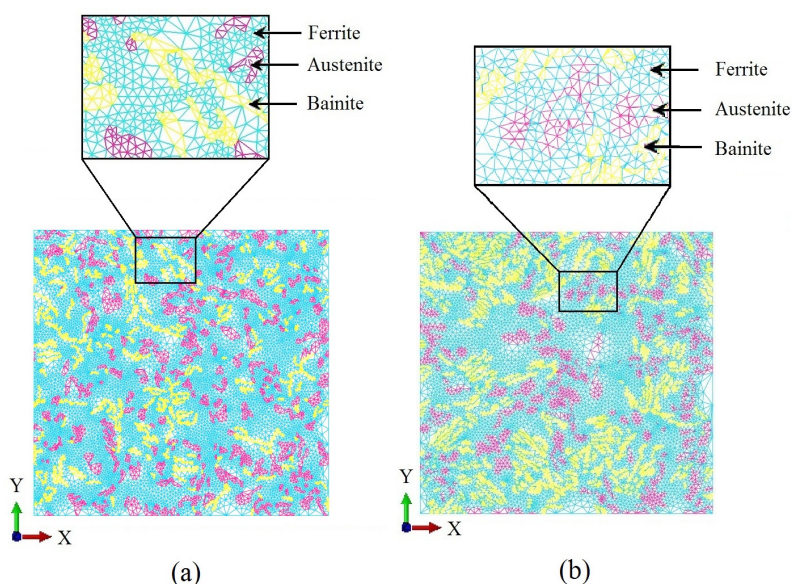 Ferrite
Austenite
Bainite
Ferrite
Austenite
Bainite
Y
X
Y
X
(a)
(b)